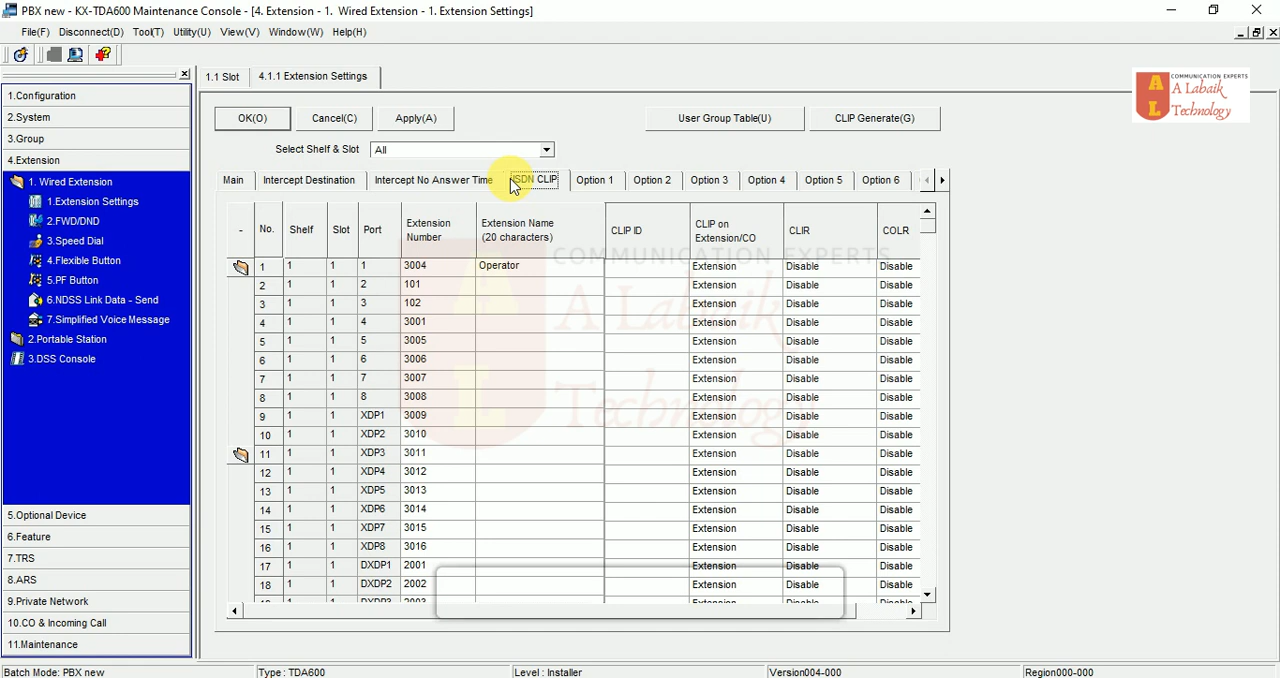 PBX new - KX-TDA600 Maintenance Console - [4. Extension - 1. Wired Extension - 1. Extension Settings]
File(F) Disconnect(D) Tool(T) Utility(U) View(V) Window(W) Help(H)
1.1 Slot 4.1.1 Extension Settings
COMMUNICATION EXPERTS
A Labaik
Technology
A
L
1.Configuration
2.System
3.Group
4.Extension
1. Wired Extension
1.Extension Settings
2.FWD/DND
3.Speed Dial
4.Flexible Button
5.PF Button
6.NDSS Link Data - Send
7.Simplified Voice Message
2.Portable Station
3.DSS Console
5.Optional Device
6.Feature
7.TRS
8.ARS
9.Private Network
10.CO & Incoming Call
11.Maintenance
OK(O) Cancel(C) Apply(A) User Group Table(U) CLIP Generate(G)
Select Shelf & Slot All
Main Intercept Destination Intercept No Answer Time ISDN CLIP Option 1 Option 2 Option 3 Option 4 Option 5 Option 6
- No. Shelf Slot Port Extension Number Extension Name (20 characters) CLIP ID CLIP on Extension/CO CLIR COLR
1 1 1 1 3004 Operator Extension Disable Disable
2 1 1 2 101 Extension Disable Disable
3 1 1 3 102 Extension Disable Disable
4 1 1 4 3001 Extension Disable Disable
5 1 1 5 3005 Extension Disable Disable
6 1 1 6 3006 Extension Disable Disable
7 1 1 7 3007 Extension Disable Disable
8 1 1 8 3008 Extension Disable Disable
9 1 1 XDP1 3009 Extension Disable Disable
10 1 1 XDP2 3010 Extension Disable Disable
11 1 1 XDP3 3011 Extension Disable Disable
12 1 1 XDP4 3012 Extension Disable Disable
13 1 1 XDP5 3013 Extension Disable Disable
14 1 1 XDP6 3014 Extension Disable Disable
15 1 1 XDP7 3015 Extension Disable Disable
16 1 1 XDP8 3016 Extension Disable Disable
17 1 1 DXDP1 2001 Extension Disable Disable
18 1 1 DXDP2 2002 Extension Disable Disable
COMMUNICATION EXPERTS
A Labaik
Technology
A
L
Batch Mode: PBX new Type : TDA600 Level : Installer Version004-000 Region000-000